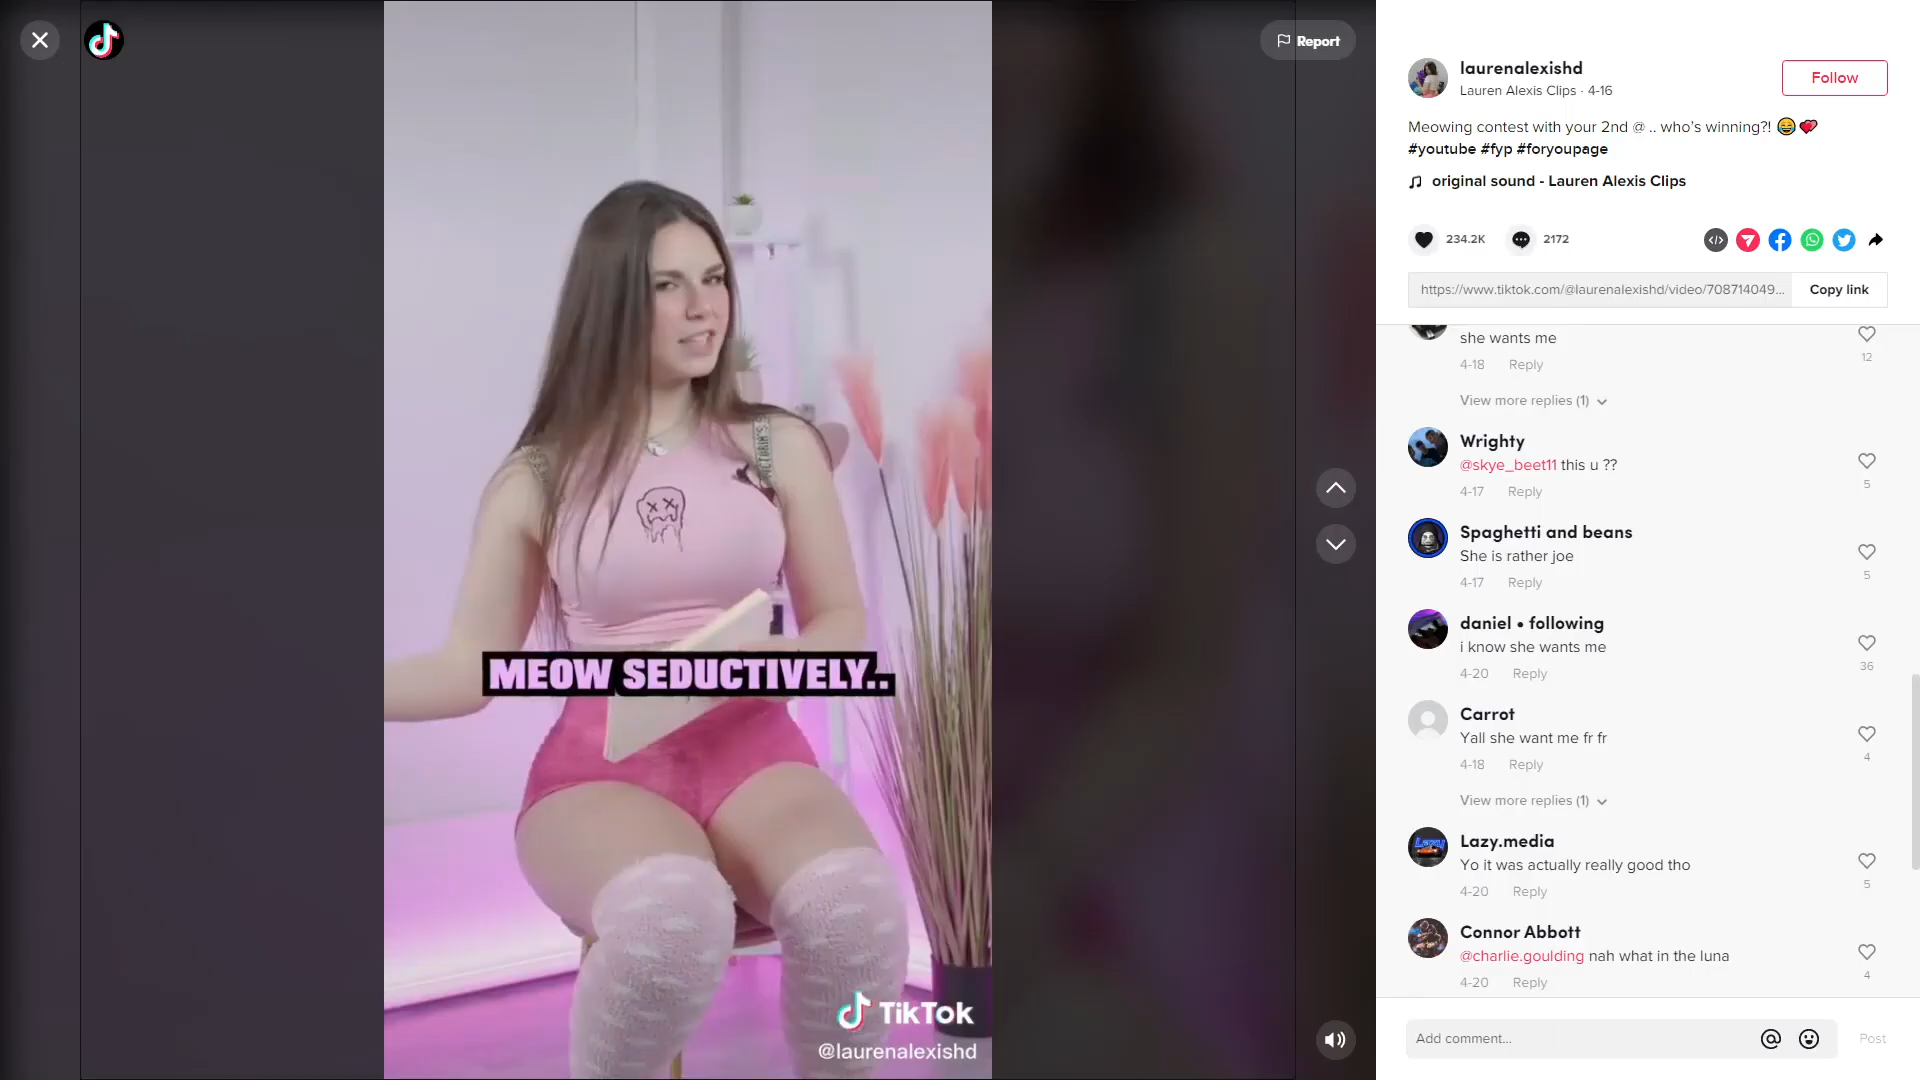 Report
VICTORIA'S
MEOW SEDUCTIVELY..
TikTok
@laurenalexishd
laurenalexishd
Lauren Alexis Clips · 4-16
Follow
Meowing contest with your 2nd @ .. who's winning?! 😂💘
#youtube #fyp #foryoupage
original sound - Lauren Alexis Clips
234.2K
2172
https://www.tiktok.com/@laurenalexishd/video/708714049...
Copy link
she wants me
12
4-18 Reply
View more replies (1)
Wrighty
@skye_beet11 this u ??
5
4-17 Reply
Spaghetti and beans
She is rather joe
5
4-17 Reply
daniel • following
i know she wants me
36
4-20 Reply
Carrot
Yall she want me fr fr
4
4-18 Reply
View more replies (1)
Lazy.media
Yo it was actually really good tho
5
4-20 Reply
Connor Abbott
@charlie.goulding nah what in the luna
4
4-20 Reply
Add comment...
Post